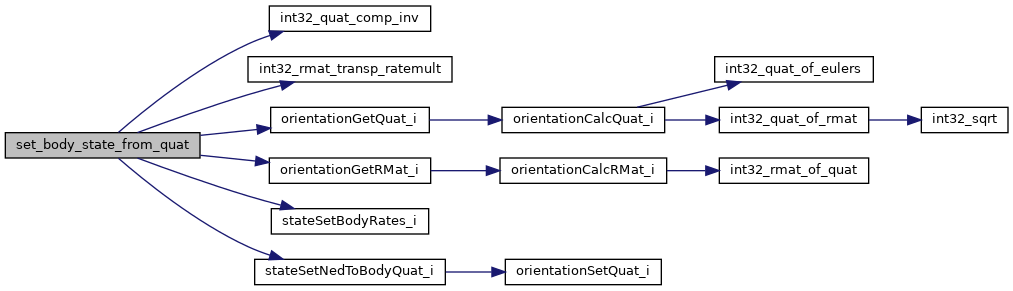 int32_quat_comp_inv
int32_rmat_transp_ratemult
int32_quat_of_eulers
orientationGetQuat_i
orientationCalcQuat_i
int32_quat_of_rmat
int32_sqrt
set_body_state_from_quat
orientationGetRMat_i
orientationCalcRMat_i
int32_rmat_of_quat
stateSetBodyRates_i
stateSetNedToBodyQuat_i
orientationSetQuat_i